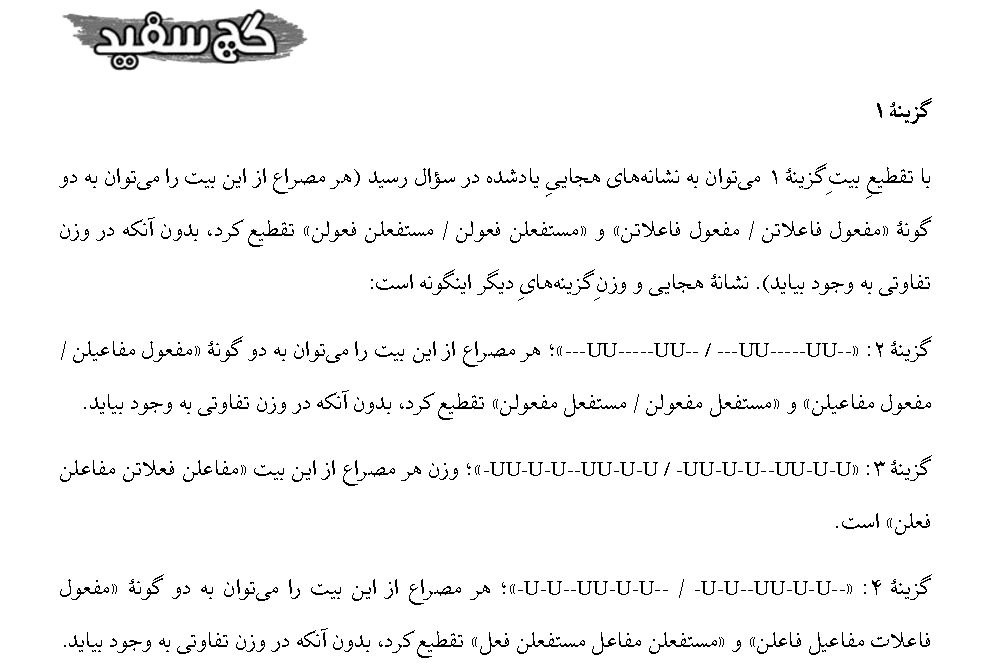 گچ سفید
گزینهٔ ۱
با تقطیعِ بیتِ گزینهٔ ۱ می‌توان به نشانه‌های هجاییِ یادشده در سؤال رسید (هر مصراع از این بیت را می‌توان به دو
گونهٔ «مفعول فاعلاتن / مفعول فاعلاتن» و «مستفعلن فعولن / مستفعلن فعولن» تقطیع کرد، بدون آنکه در وزن
تفاوتی به وجود بیاید). نشانهٔ هجایی و وزنِ گزینه‌هایِ دیگر اینگونه است:
گزینهٔ ۲: «--UU-----UU--- / --UU-----UU---»؛ هر مصراع از این بیت را می‌توان به دو گونهٔ «مفعول مفاعیلن /
مفعول مفاعیلن» و «مستفعل مفعولن / مستفعل مفعولن» تقطیع کرد، بدون آنکه در وزن تفاوتی به وجود بیاید.
گزینهٔ ۳: «U-U-UU--U-U-UU- / U-U-UU--U-U-UU-»؛ وزن هر مصراع از این بیت «مفاعلن فعلاتن مفاعلن
فعلن» است.
گزینهٔ ۴: «--U-U-UU--U-U- / --U-U-UU--U-U-»؛ هر مصراع از این بیت را می‌توان به دو گونهٔ «مفعول
فاعلات مفاعیل فاعلن» و «مستفعلن مفاعل مستفعلن فعل» تقطیع کرد، بدون آنکه در وزن تفاوتی به وجود بیاید.